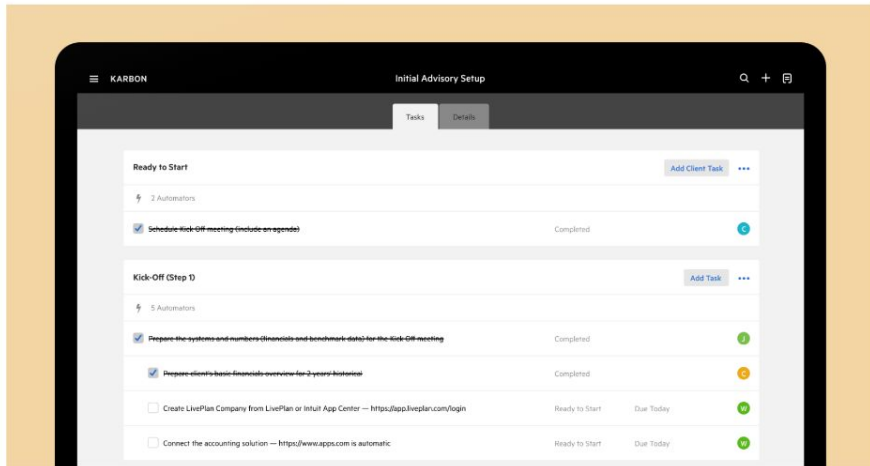 KARBON
Initial Advisory Setup
Tasks
Details
Ready to Start
Add Client Task
2 Automators
Schedule Kick Off meeting (include an agenda)
Completed
C
Kick-Off (Step 1)
Add Task
5 Automators
Prepare the systems and numbers (financials and benchmark data) for the Kick Off meeting
Completed
J
Prepare client's basic financials overview for 2 years' historical
Completed
C
Create LivePlan Company from LivePlan or Intuit App Center — https://app.liveplan.com/login
Ready to Start
Due Today
W
Connect the accounting solution — https://www.apps.com is automatic
Ready to Start
Due Today
W